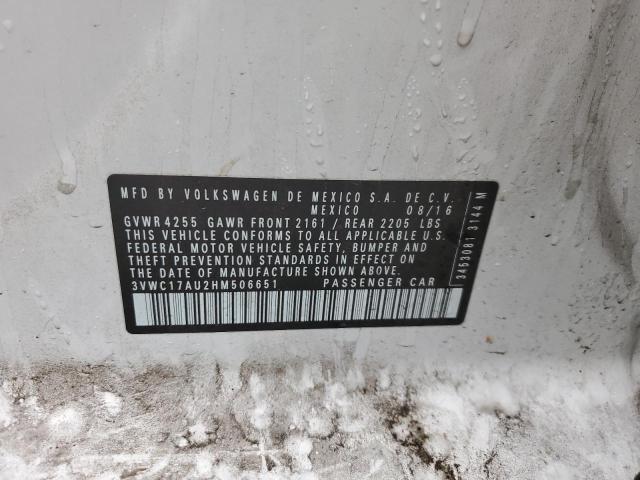 MFD BY VOLKSWAGEN DE MEXICO S.A. DE C.V.
MEXICO 08/16
GVWR 4255 GAWR FRONT 2161 / REAR 2205 LBS
THIS VEHICLE CONFORMS TO ALL APPLICABLE U.S.
FEDERAL MOTOR VEHICLE SAFETY, BUMPER AND
THEFT PREVENTION STANDARDS IN EFFECT ON
THE DATE OF MANUFACTURE SHOWN ABOVE.
3VWC17AU2HM506651 PASSENGER CAR
3453081 3T44 M